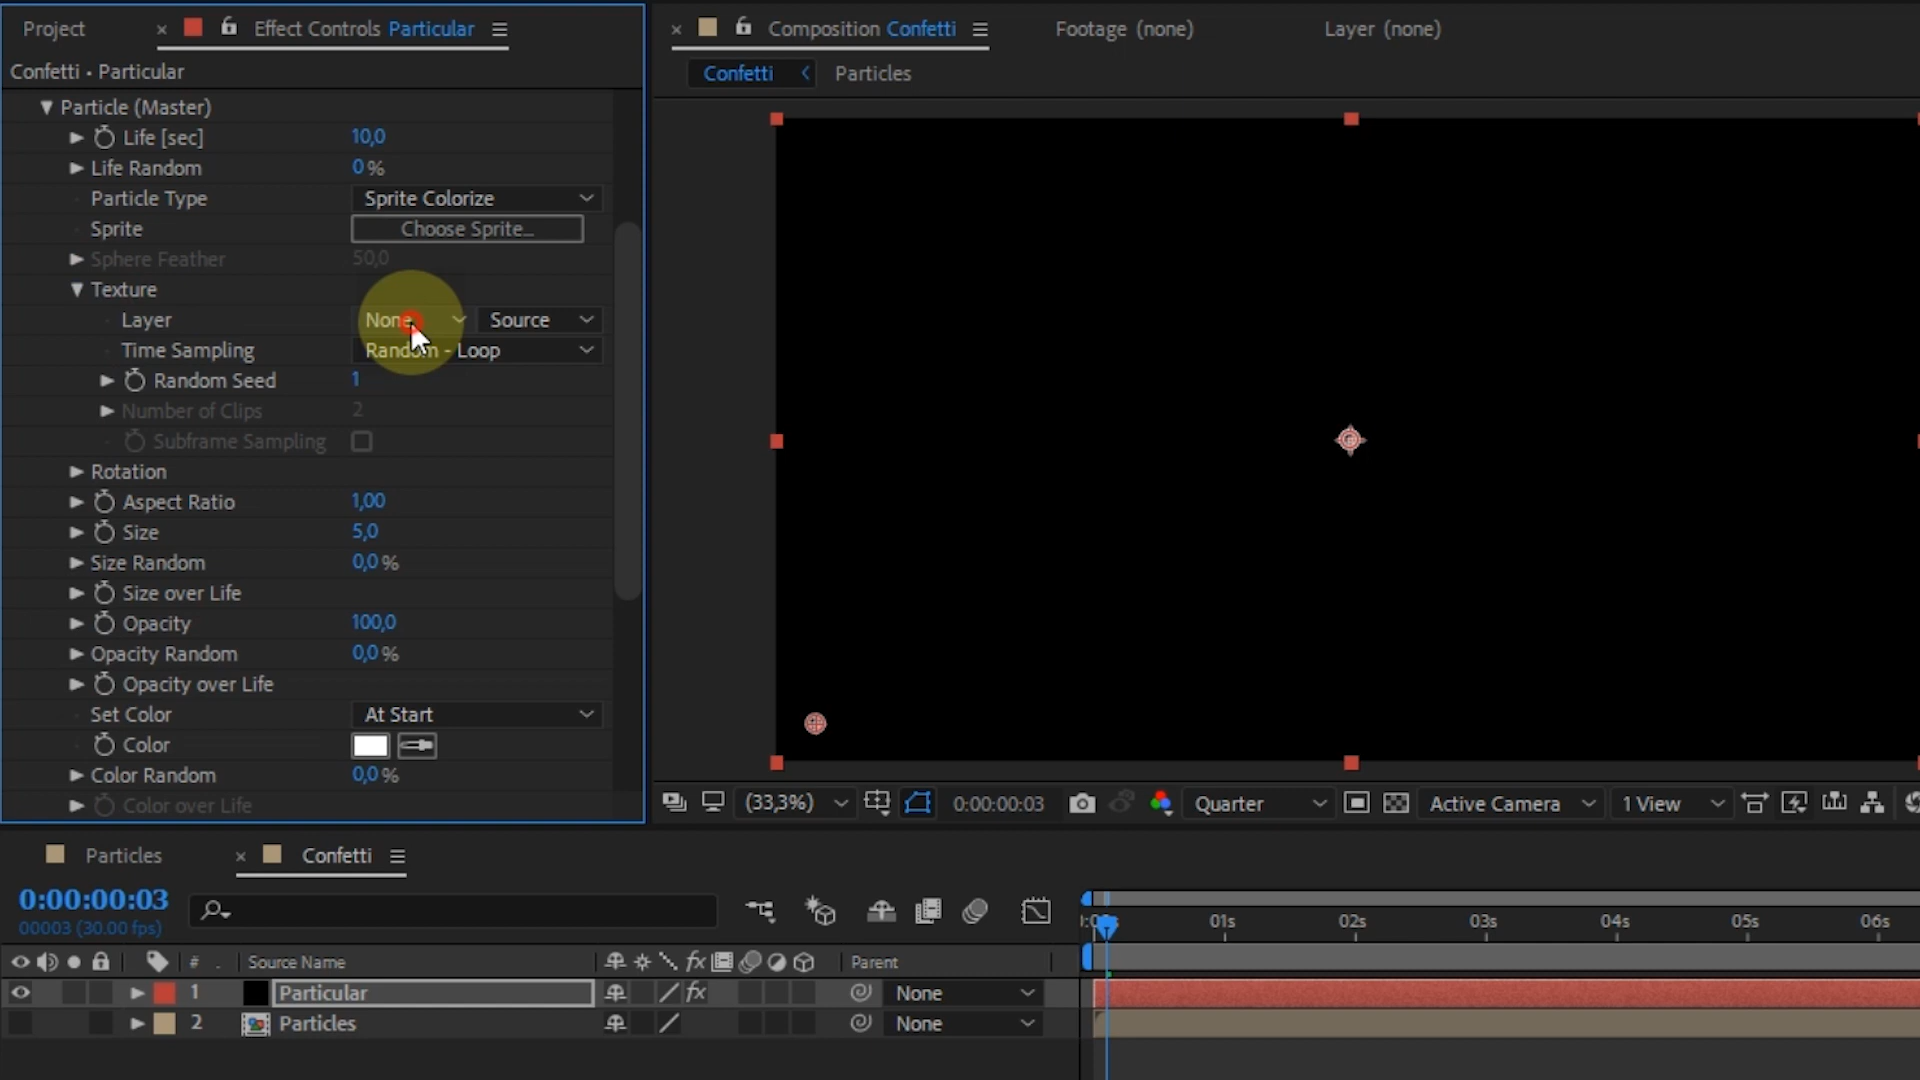 Project × Effect Controls Particular
Confetti • Particular
Particle (Master)
Life [sec] 10,0
Life Random 0 %
Particle Type Sprite Colorize
Sprite Choose Sprite...
Sphere Feather 50,0
Texture
Layer None Source
Time Sampling Random - Loop
Random Seed 1
Number of Clips 2
Subframe Sampling
Rotation
Aspect Ratio 1,00
Size 5,0
Size Random 0,0 %
Size over Life
Opacity 100,0
Opacity Random 0,0 %
Opacity over Life
Set Color At Start
Color
Color Random 0,0 %
Color over Life
× Composition Confetti Footage (none) Layer (none)
Confetti Particles
(33,3%) 0:00:00:03 Quarter Active Camera 1 View
Particles × Confetti
0:00:00:03
00003 (30.00 fps)
01s 02s 03s 04s 05s 06s
# . Source Name fx Parent
1 Particular fx None
2 Particles None